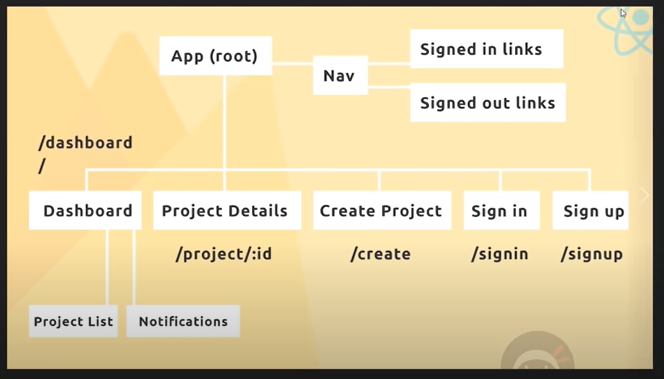 App (root)
Nav
Signed in links
Signed out links
/dashboard
/
Dashboard
Project Details
Create Project
Sign in
Sign up
/project/:id
/create
/signin
/signup
Project List
Notifications